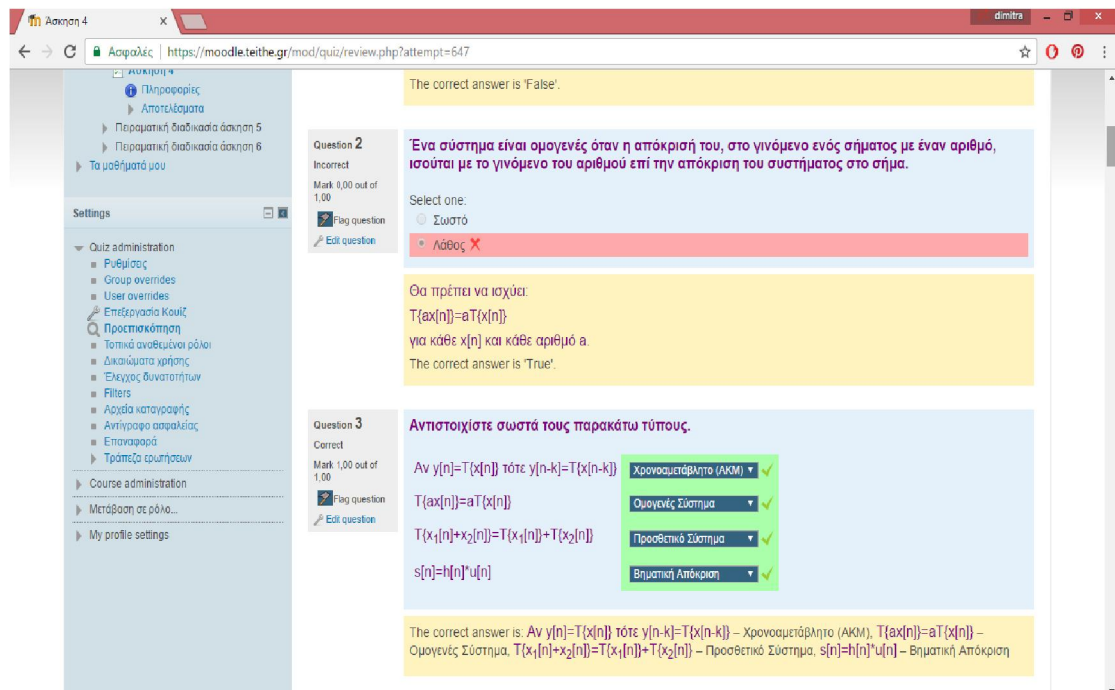 Άσκηση 4
dimitra
Ασφαλές | https://moodle.teithe.gr/mod/quiz/review.php?attempt=647
Άσκηση 4
Πληροφορίες
Αποτελέσματα
Πειραματική διαδικασία άσκηση 5
Πειραματική διαδικασία άσκηση 6
Τα μαθήματά μου
Settings
Quiz administration
Ρυθμίσεις
Group overrides
User overrides
Επεξεργασία Κουίζ
Προεπισκόπηση
Τοπικά αναθεμένοι ρόλοι
Δικαιώματα χρήσης
Έλεγχος δυνατοτήτων
Filters
Αρχεία καταγραφής
Αντίγραφο ασφαλείας
Επαναφορά
Τράπεζα ερωτήσεων
Course administration
Μετάβαση σε ρόλο...
My profile settings
The correct answer is 'False'.
Question 2
Incorrect
Mark 0,00 out of
1,00
Flag question
Edit question
Ένα σύστημα είναι ομογενές όταν η απόκρισή του, στο γινόμενο ενός σήματος με έναν αριθμό,
ισούται με το γινόμενο του αριθμού επί την απόκριση του συστήματος στο σήμα.
Select one:
Σωστό
Λάθος
Θα πρέπει να ισχύει:
T{ax[n]}=aT{x[n]}
για κάθε x[n] και κάθε αριθμό a.
The correct answer is 'True'.
Question 3
Correct
Mark 1,00 out of
1,00
Flag question
Edit question
Αντιστοιχίστε σωστά τους παρακάτω τύπους.
Αν y[n]=T{x[n]} τότε y[n-k]=T{x[n-k]} Χρονοαμετάβλητο (ΑΚΜ)
T{ax[n]}=aT{x[n]} Ομογενές Σύστημα
T{x₁[n]+x₂[n]}=T{x₁[n]}+T{x₂[n]} Προσθετικό Σύστημα
s[n]=h[n]*u[n] Βηματική Απόκριση
The correct answer is: Αν y[n]=T{x[n]} τότε y[n-k]=T{x[n-k]} – Χρονοαμετάβλητο (ΑΚΜ), T{ax[n]}=aT{x[n]} –
Ομογενές Σύστημα, T{x₁[n]+x₂[n]}=T{x₁[n]}+T{x₂[n]} – Προσθετικό Σύστημα, s[n]=h[n]*u[n] – Βηματική Απόκριση